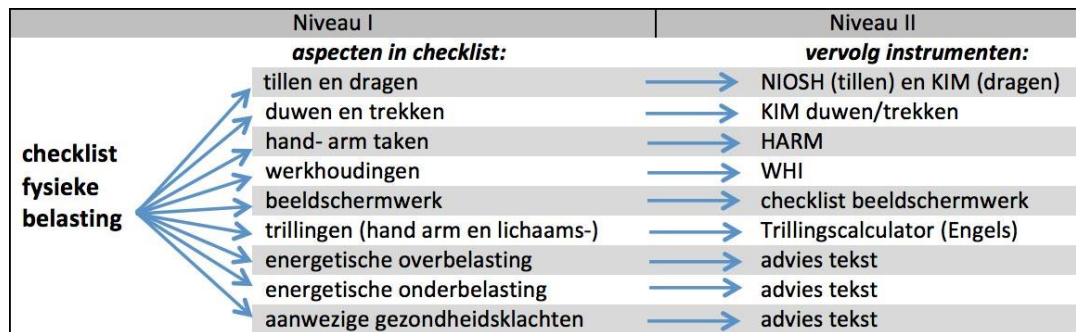 Niveau I Niveau II
aspecten in checklist: vervolg instrumenten:
tillen en dragen NIOSH (tillen) en KIM (dragen)
duwen en trekken KIM duwen/trekken
hand- arm taken HARM
werkhoudingen WHI
beeldschermwerk checklist beeldschermwerk
trillingen (hand arm en lichaams-) Trillingscalculator (Engels)
energetische overbelasting advies tekst
energetische onderbelasting advies tekst
aanwezige gezondheidsklachten advies tekst
checklist
fysieke
belasting